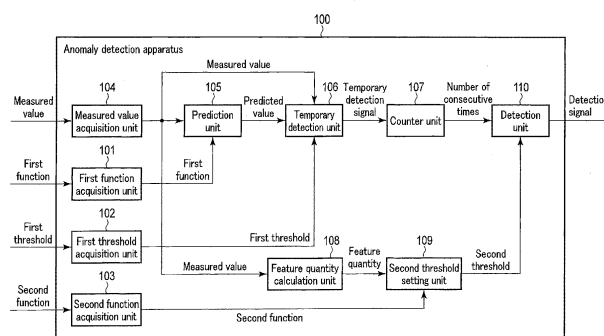 100
Anomaly detection apparatus
Measured value
104
105
106
107
110
Measured
value
Measured value
acquisition unit
Prediction
unit
Predicted
value
Temporary
detection unit
Temporary
detection
signal
Counter unit
Number of
consecutive
times
Detection
unit
Detectio
signal
101
First
function
First function
acquisition unit
First
function
102
First
threshold
First threshold
acquisition unit
First threshold
108
109
Measured value
Feature quantity
calculation unit
Feature
quantity
Second threshold
setting unit
Second
threshold
103
Second
function
Second function
acquisition unit
Second function